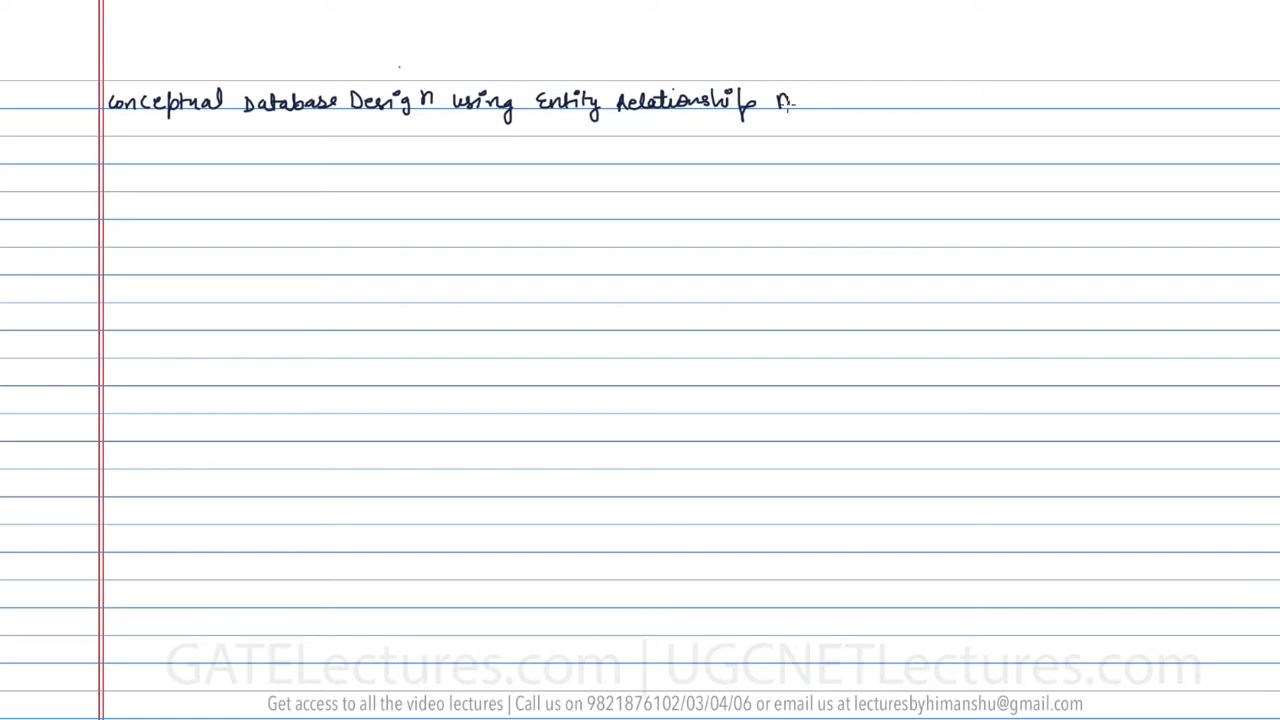 Conceptual Database Design using Entity Relationship
GATELectures.com | UGCNETLectures.com
Get access to all the video lectures | Call us on 9821876102/03/04/06 or email us at lecturesbyhimanshu@gmail.com